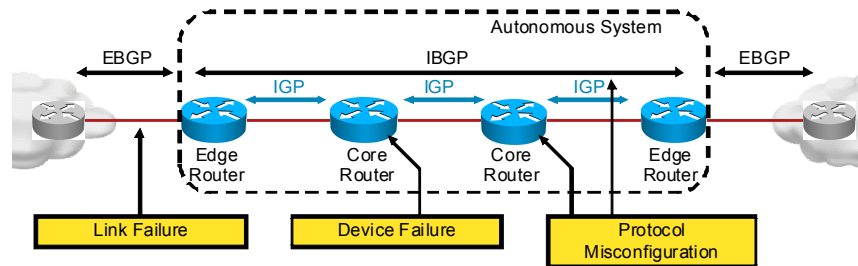 Autonomous System
EBGP
IBGP
EBGP
IGP
IGP
IGP
Edge
Router
Core
Router
Core
Router
Edge
Router
Link Failure
Device Failure
Protocol
Misconfiguration